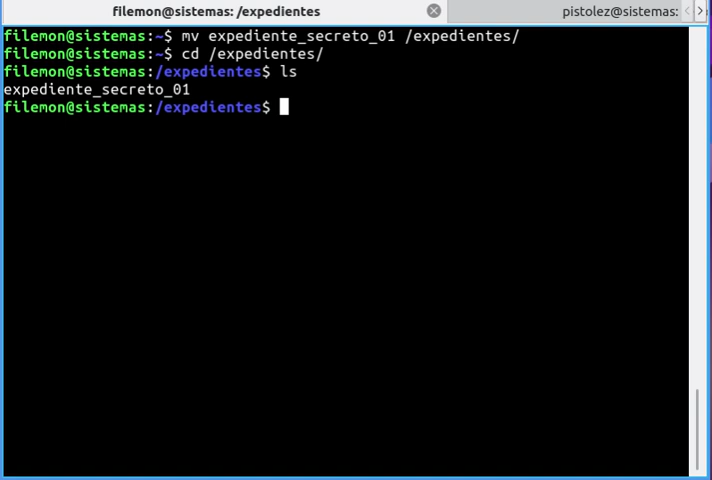 filemon@sistemas: /expedientes
pistolez@sistemas:
filemon@sistemas:~$ mv expediente_secreto_01 /expedientes/
filemon@sistemas:~$ cd /expedientes/
filemon@sistemas:/expedientes$ ls
expediente_secreto_01
filemon@sistemas:/expedientes$